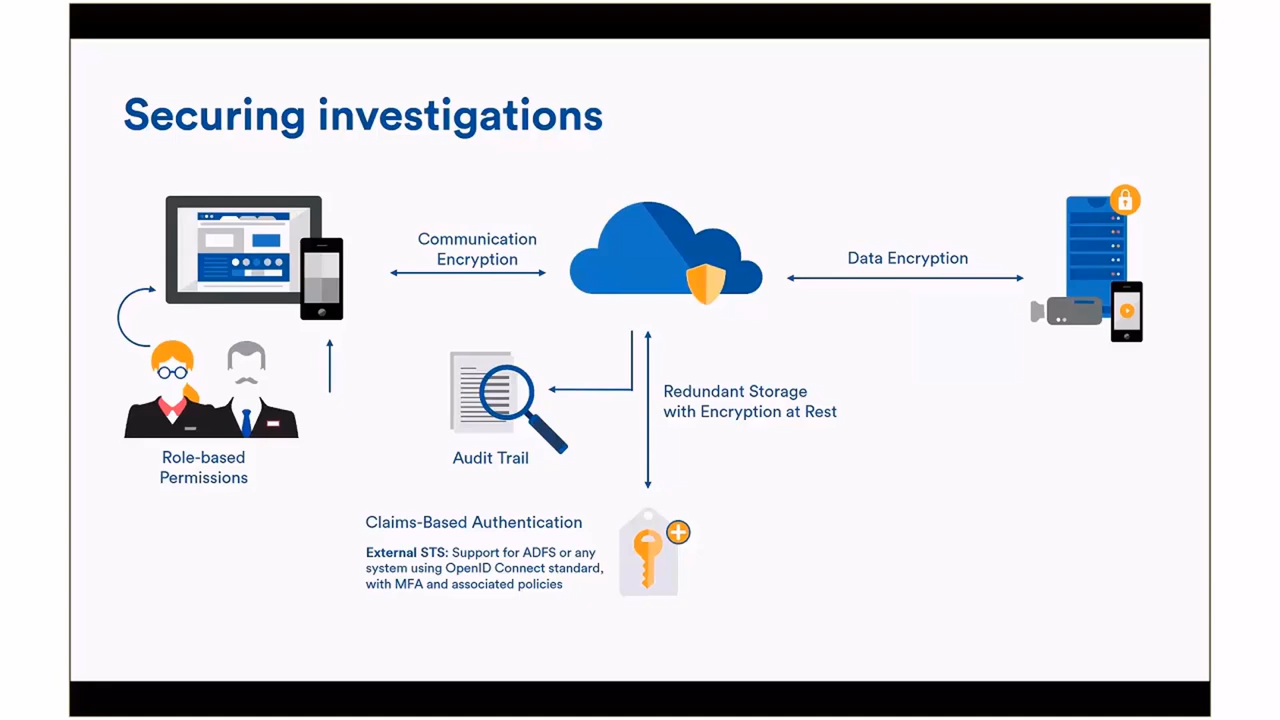 Securing investigations
Communication
Encryption
Data Encryption
Redundant Storage
with Encryption at Rest
Role-based
Permissions
Audit Trail
Claims-Based Authentication
External STS: Support for ADFS or any
system using OpenID Connect standard,
with MFA and associated policies